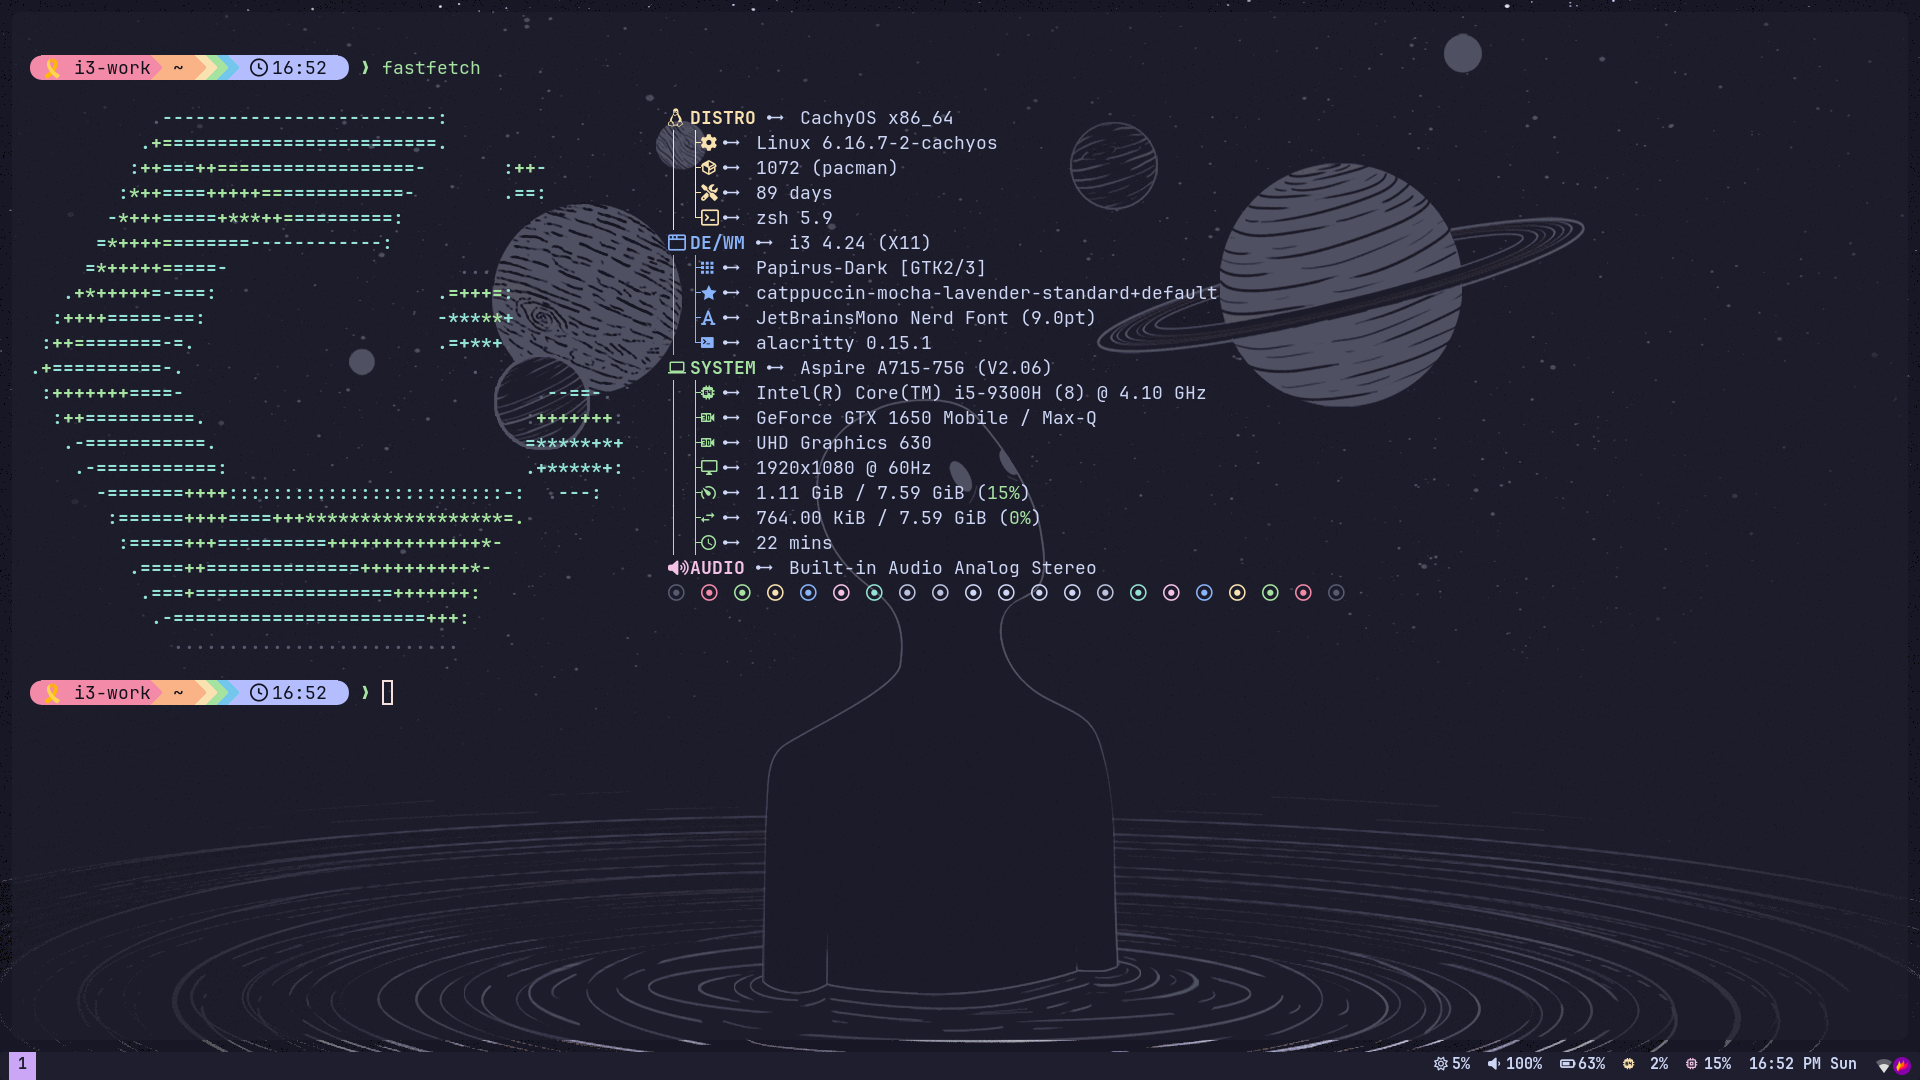 i3-work ~ 16:52 ❯ fastfetch
DISTRO CachyOS x86_64
Linux 6.16.7-2-cachyos
1072 (pacman)
89 days
zsh 5.9
DE/WM i3 4.24 (X11)
Papirus-Dark [GTK2/3]
catppuccin-mocha-lavender-standard+default
JetBrainsMono Nerd Font (9.0pt)
alacritty 0.15.1
SYSTEM Aspire A715-75G (V2.06)
Intel(R) Core(TM) i5-9300H (8) @ 4.10 GHz
GeForce GTX 1650 Mobile / Max-Q
UHD Graphics 630
1920x1080 @ 60Hz
1.11 GiB / 7.59 GiB (15%)
764.00 KiB / 7.59 GiB (0%)
22 mins
AUDIO Built-in Audio Analog Stereo
i3-work ~ 16:52 ❯
1 5% 100% 63% 2% 15% 16:52 PM Sun